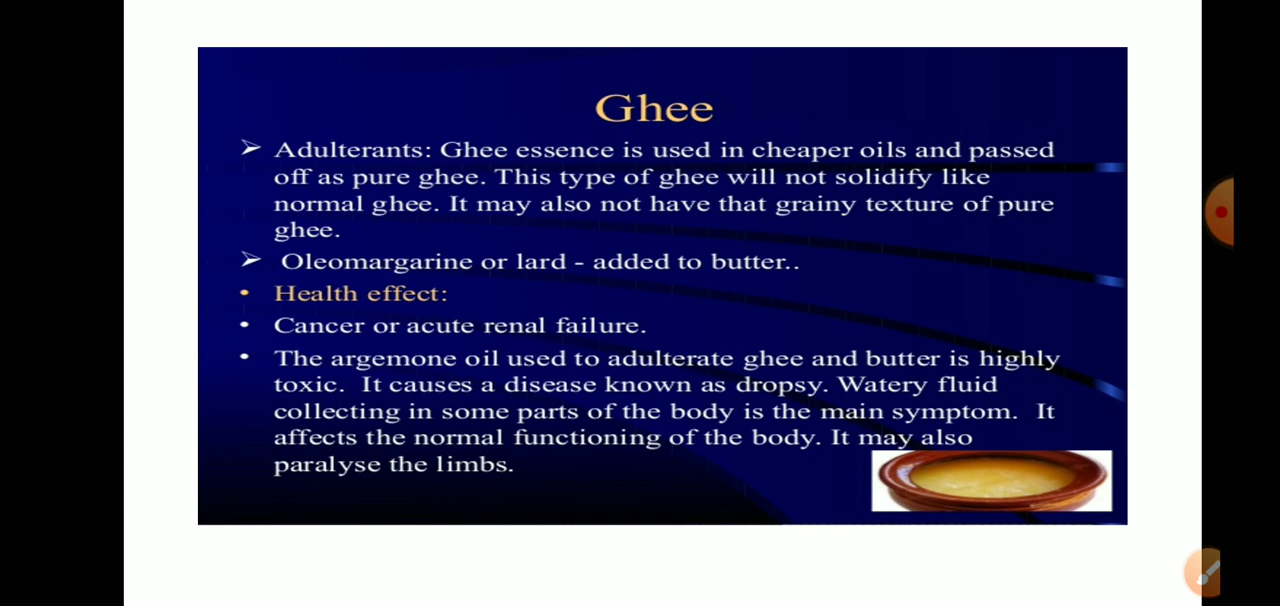 Ghee
➢ Adulterants: Ghee essence is used in cheaper oils and passed
off as pure ghee. This type of ghee will not solidify like
normal ghee. It may also not have that grainy texture of pure
ghee.
➢ Oleomargarine or lard - added to butter..
• Health effect:
• Cancer or acute renal failure.
• The argemone oil used to adulterate ghee and butter is highly
toxic. It causes a disease known as dropsy. Watery fluid
collecting in some parts of the body is the main symptom. It
affects the normal functioning of the body. It may also
paralyse the limbs.